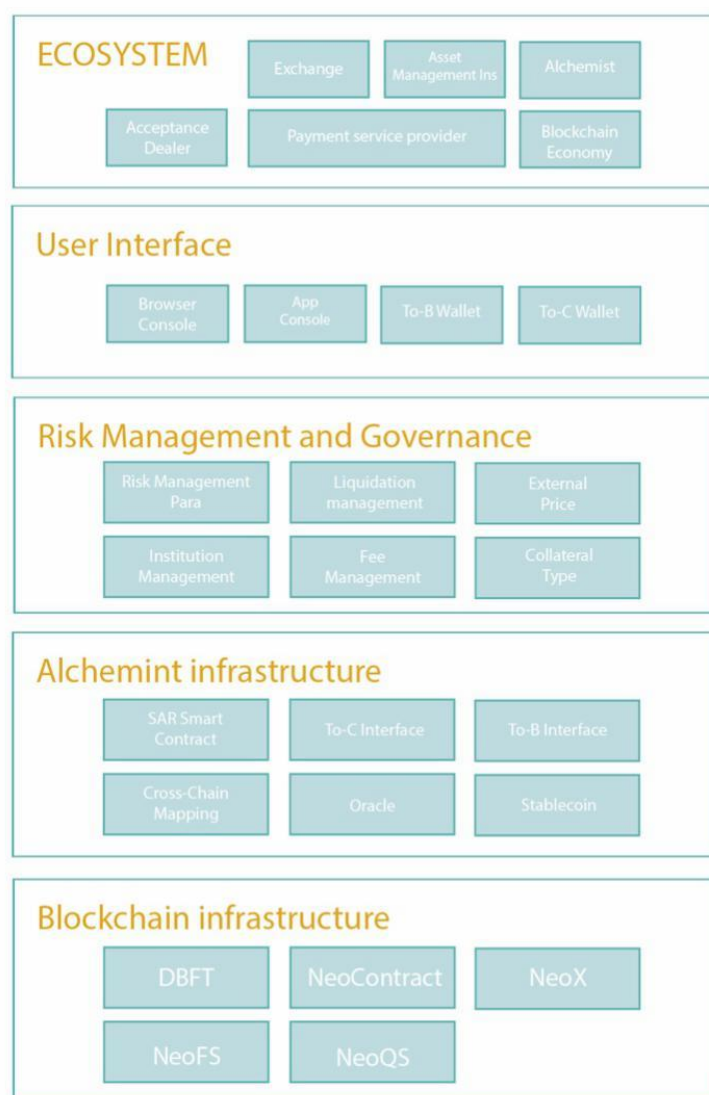 ECOSYSTEM
Exchange
Asset
Management Ins
Alchemist
Acceptance
Dealer
Payment service provider
Blockchain
Economy
User Interface
Browser
Console
App
Console
To-B Wallet
To-C Wallet
Risk Management and Governance
Risk Management
Para
Liquidation
management
External
Price
Institution
Management
Fee
Management
Collateral
Type
Alchemint infrastructure
SAR Smart
Contract
To-C Interface
To-B Interface
Cross-Chain
Mapping
Oracle
Stablecoin
Blockchain infrastructure
DBFT
NeoContract
NeoX
NeoFS
NeoQS